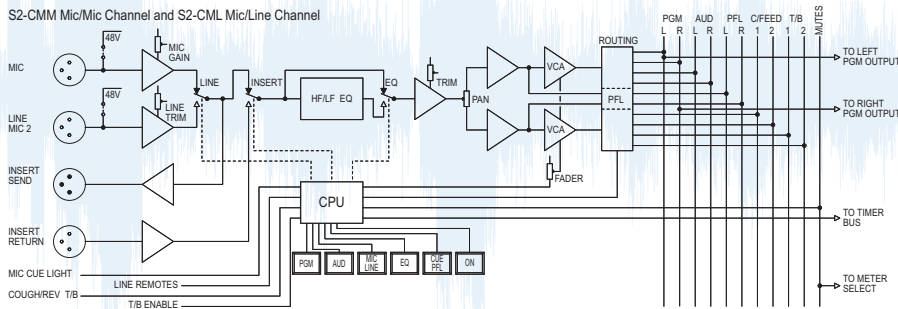 S2-CMM Mic/Mic Channel and S2-CML Mic/Line Channel
PGM AUD PFL C/FEED T/B MUTES
L R L R L R 1 2 1 2
48V
MIC
MIC
GAIN
LINE
INSERT
HF/LF EQ
EQ
TRIM
PAN
VCA
ROUTING
PFL
TO LEFT
PGM OUTPUT
48V
LINE
MIC 2
LINE
TRIM
VCA
TO RIGHT
PGM OUTPUT
INSERT
SEND
FADER
CPU
TO TIMER
BUS
INSERT
RETURN
PGM
AUD
MIC
LINE
EQ
CUE
PFL
ON
MIC CUE LIGHT
LINE REMOTES
TO METER
SELECT
COUGH/REV T/B
T/B ENABLE